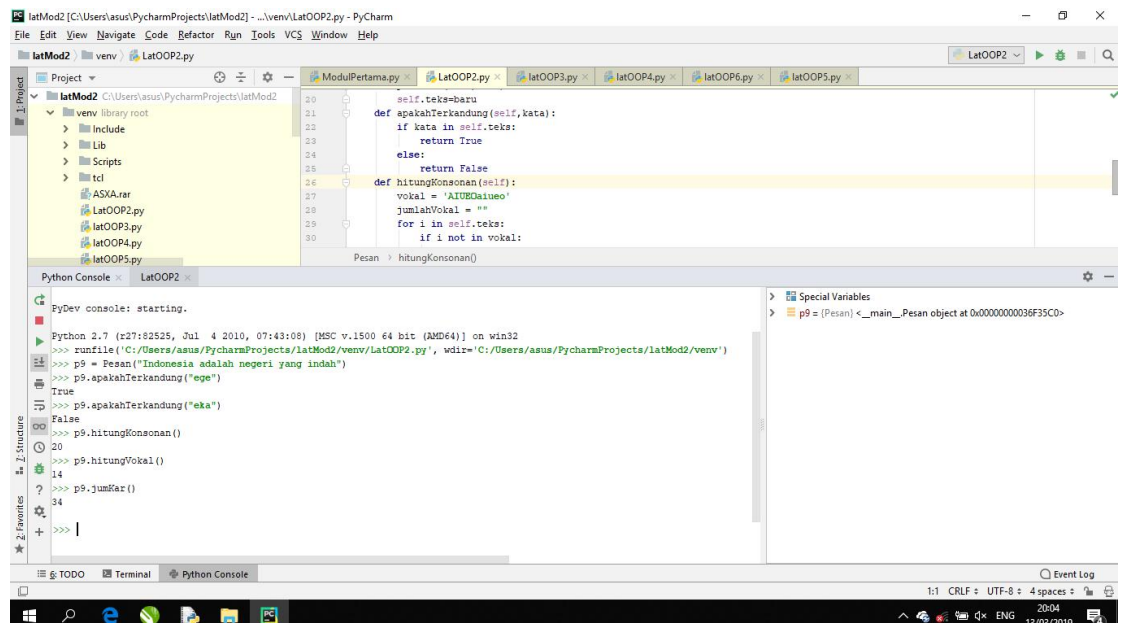 latMod2 [C:\Users\asus\PycharmProjects\latMod2] - ...\venv\LatOOP2.py - PyCharm
File Edit View Navigate Code Refactor Run Tools VCS Window Help
latMod2 venv LatOOP2.py
LatOOP2
Project
ModulPertama.py LatOOP2.py latOOP3.py latOOP4.py latOOP6.py latOOP5.py
1: Project
latMod2 C:\Users\asus\PycharmProjects\latMod2
venv library root
Include
Lib
Scripts
tcl
ASXA.rar
LatOOP2.py
latOOP3.py
latOOP4.py
latOOP5.py
20 self.teks=baru
21 def apakahTerkandung(self,kata):
22 if kata in self.teks:
23 return True
24 else:
25 return False
26 def hitungKonsonan(self):
27 vokal = 'AIUEOaiueo'
28 jumlahVokal = ""
29 for i in self.teks:
30 if i not in vokal:
Pesan › hitungKonsonan()
Python Console LatOOP2
PyDev console: starting.
Python 2.7 (r27:82525, Jul 4 2010, 07:43:08) [MSC v.1500 64 bit (AMD64)] on win32
>>> runfile('C:/Users/asus/PycharmProjects/latMod2/venv/LatOOP2.py', wdir='C:/Users/asus/PycharmProjects/latMod2/venv')
>>> p9 = Pesan("Indonesia adalah negeri yang indah")
>>> p9.apakahTerkandung("ege")
True
>>> p9.apakahTerkandung("eka")
False
>>> p9.hitungKonsonan()
20
>>> p9.hitungVokal()
14
>>> p9.jumKar()
34
>>>
Special Variables
p9 = {Pesan} <__main__.Pesan object at 0x00000000036F35C0>
7: Structure
2: Favorites
6: TODO Terminal Python Console
Event Log
1:1 CRLF UTF-8 4 spaces
ENG
20:04
13/03/2019